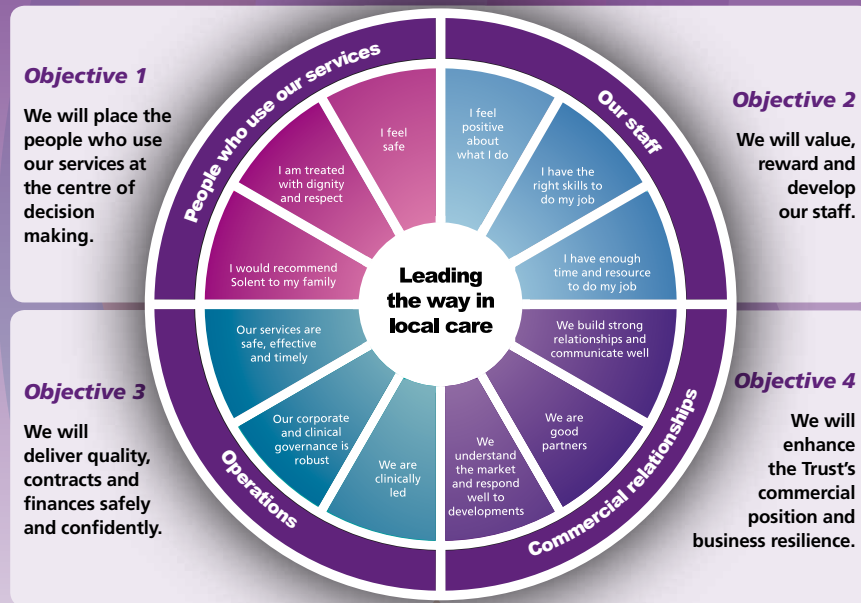 Objective 1
We will place the
people who use
our services at
the centre of
decision
making.
People who use our services
I feel
safe
I am treated
with dignity
and respect
I would recommend
Solent to my family
Our staff
I feel
positive
about
what I do
I have the
right skills to
do my job
I have enough
time and resource
to do my job
Objective 2
We will value,
reward and
develop
our staff.
Leading
the way in
local care
Objective 3
We will
deliver quality,
contracts and
finances safely
and confidently.
Operations
Our services are
safe, effective
and timely
Our corporate
and clinical
governance is
robust
We are
clinically
led
Commercial relationships
We build strong
relationships and
communicate well
We are
good
partners
We
understand
the market
and respond
well to
developments
Objective 4
We will
enhance
the Trust's
commercial
position and
business resilience.